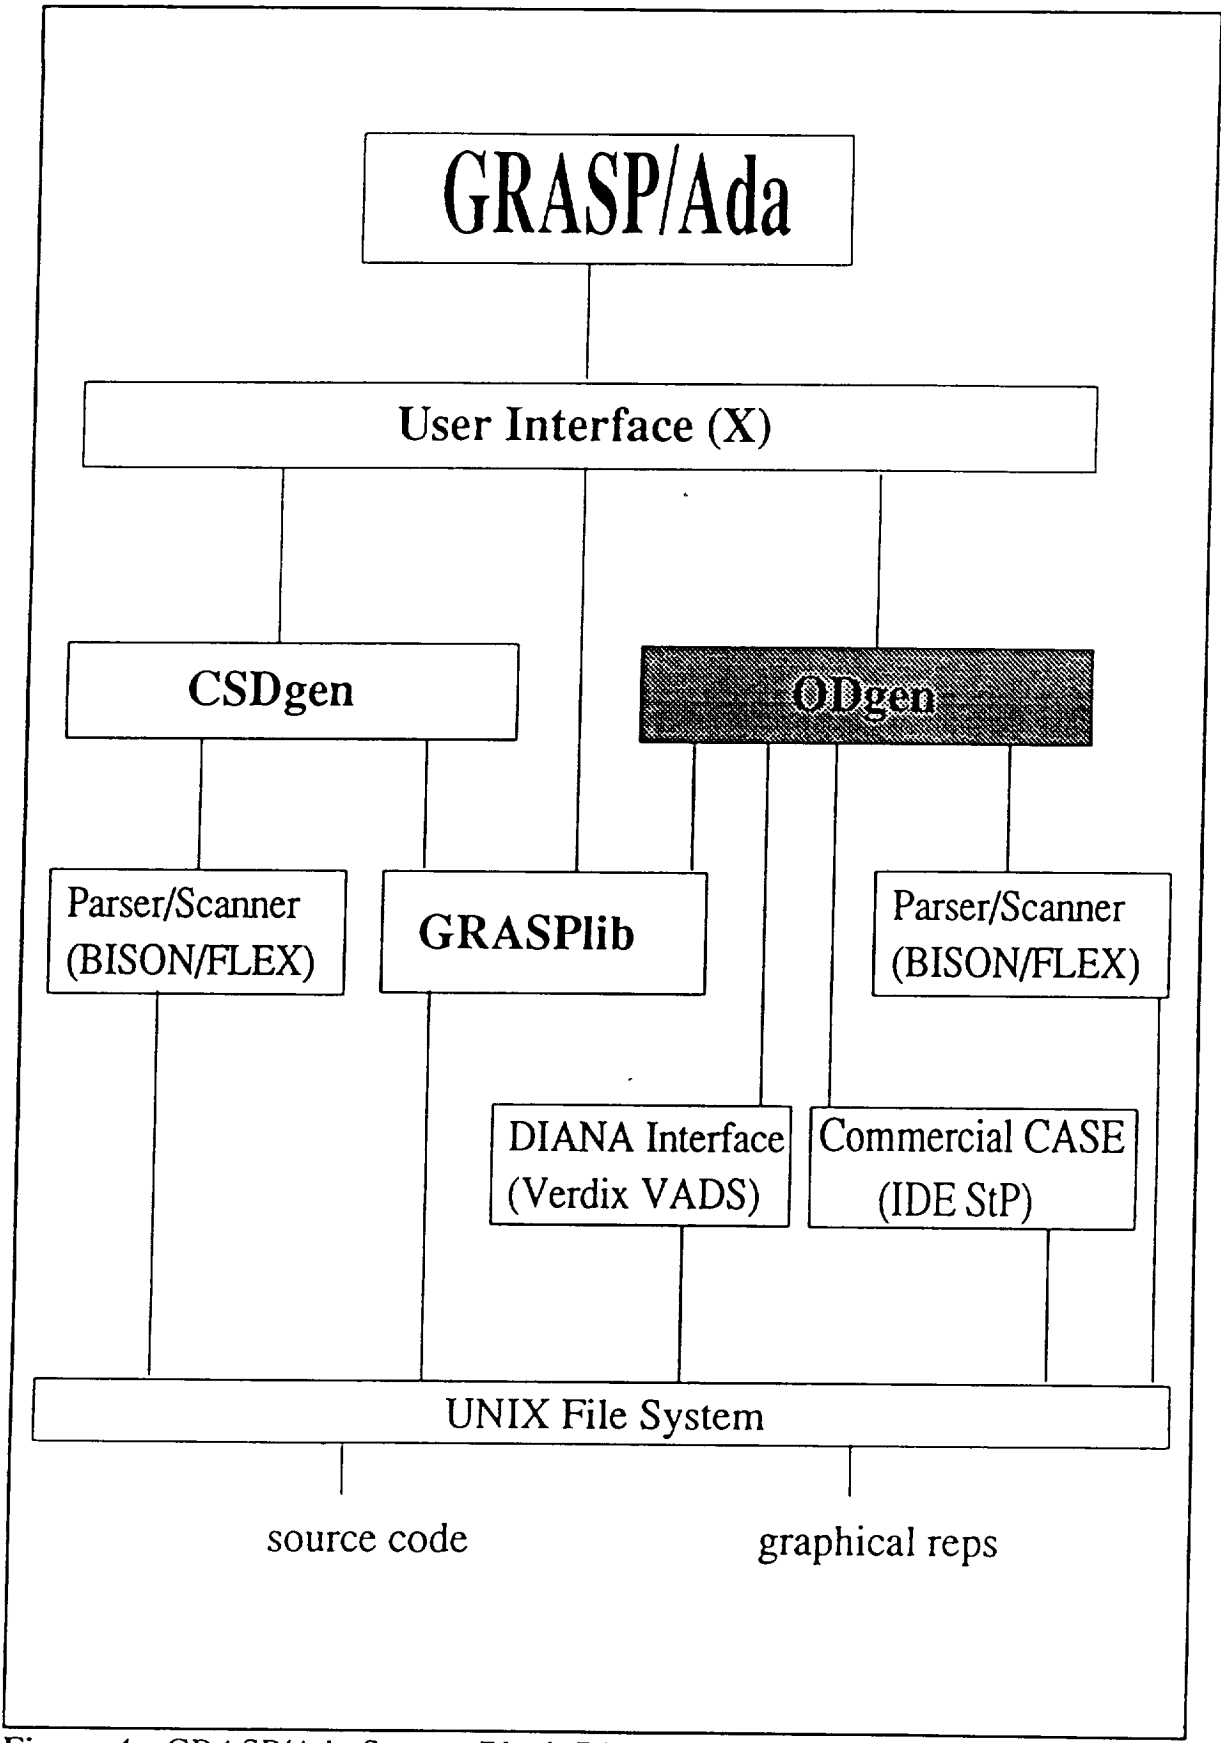 GRASP/Ada
User Interface (X)
CSDgen
ODgen
Parser/Scanner
(BISON/FLEX)
GRASPlib
Parser/Scanner
(BISON/FLEX)
DIANA Interface
(Verdix VADS)
Commercial CASE
(IDE StP)
UNIX File System
source code
graphical reps